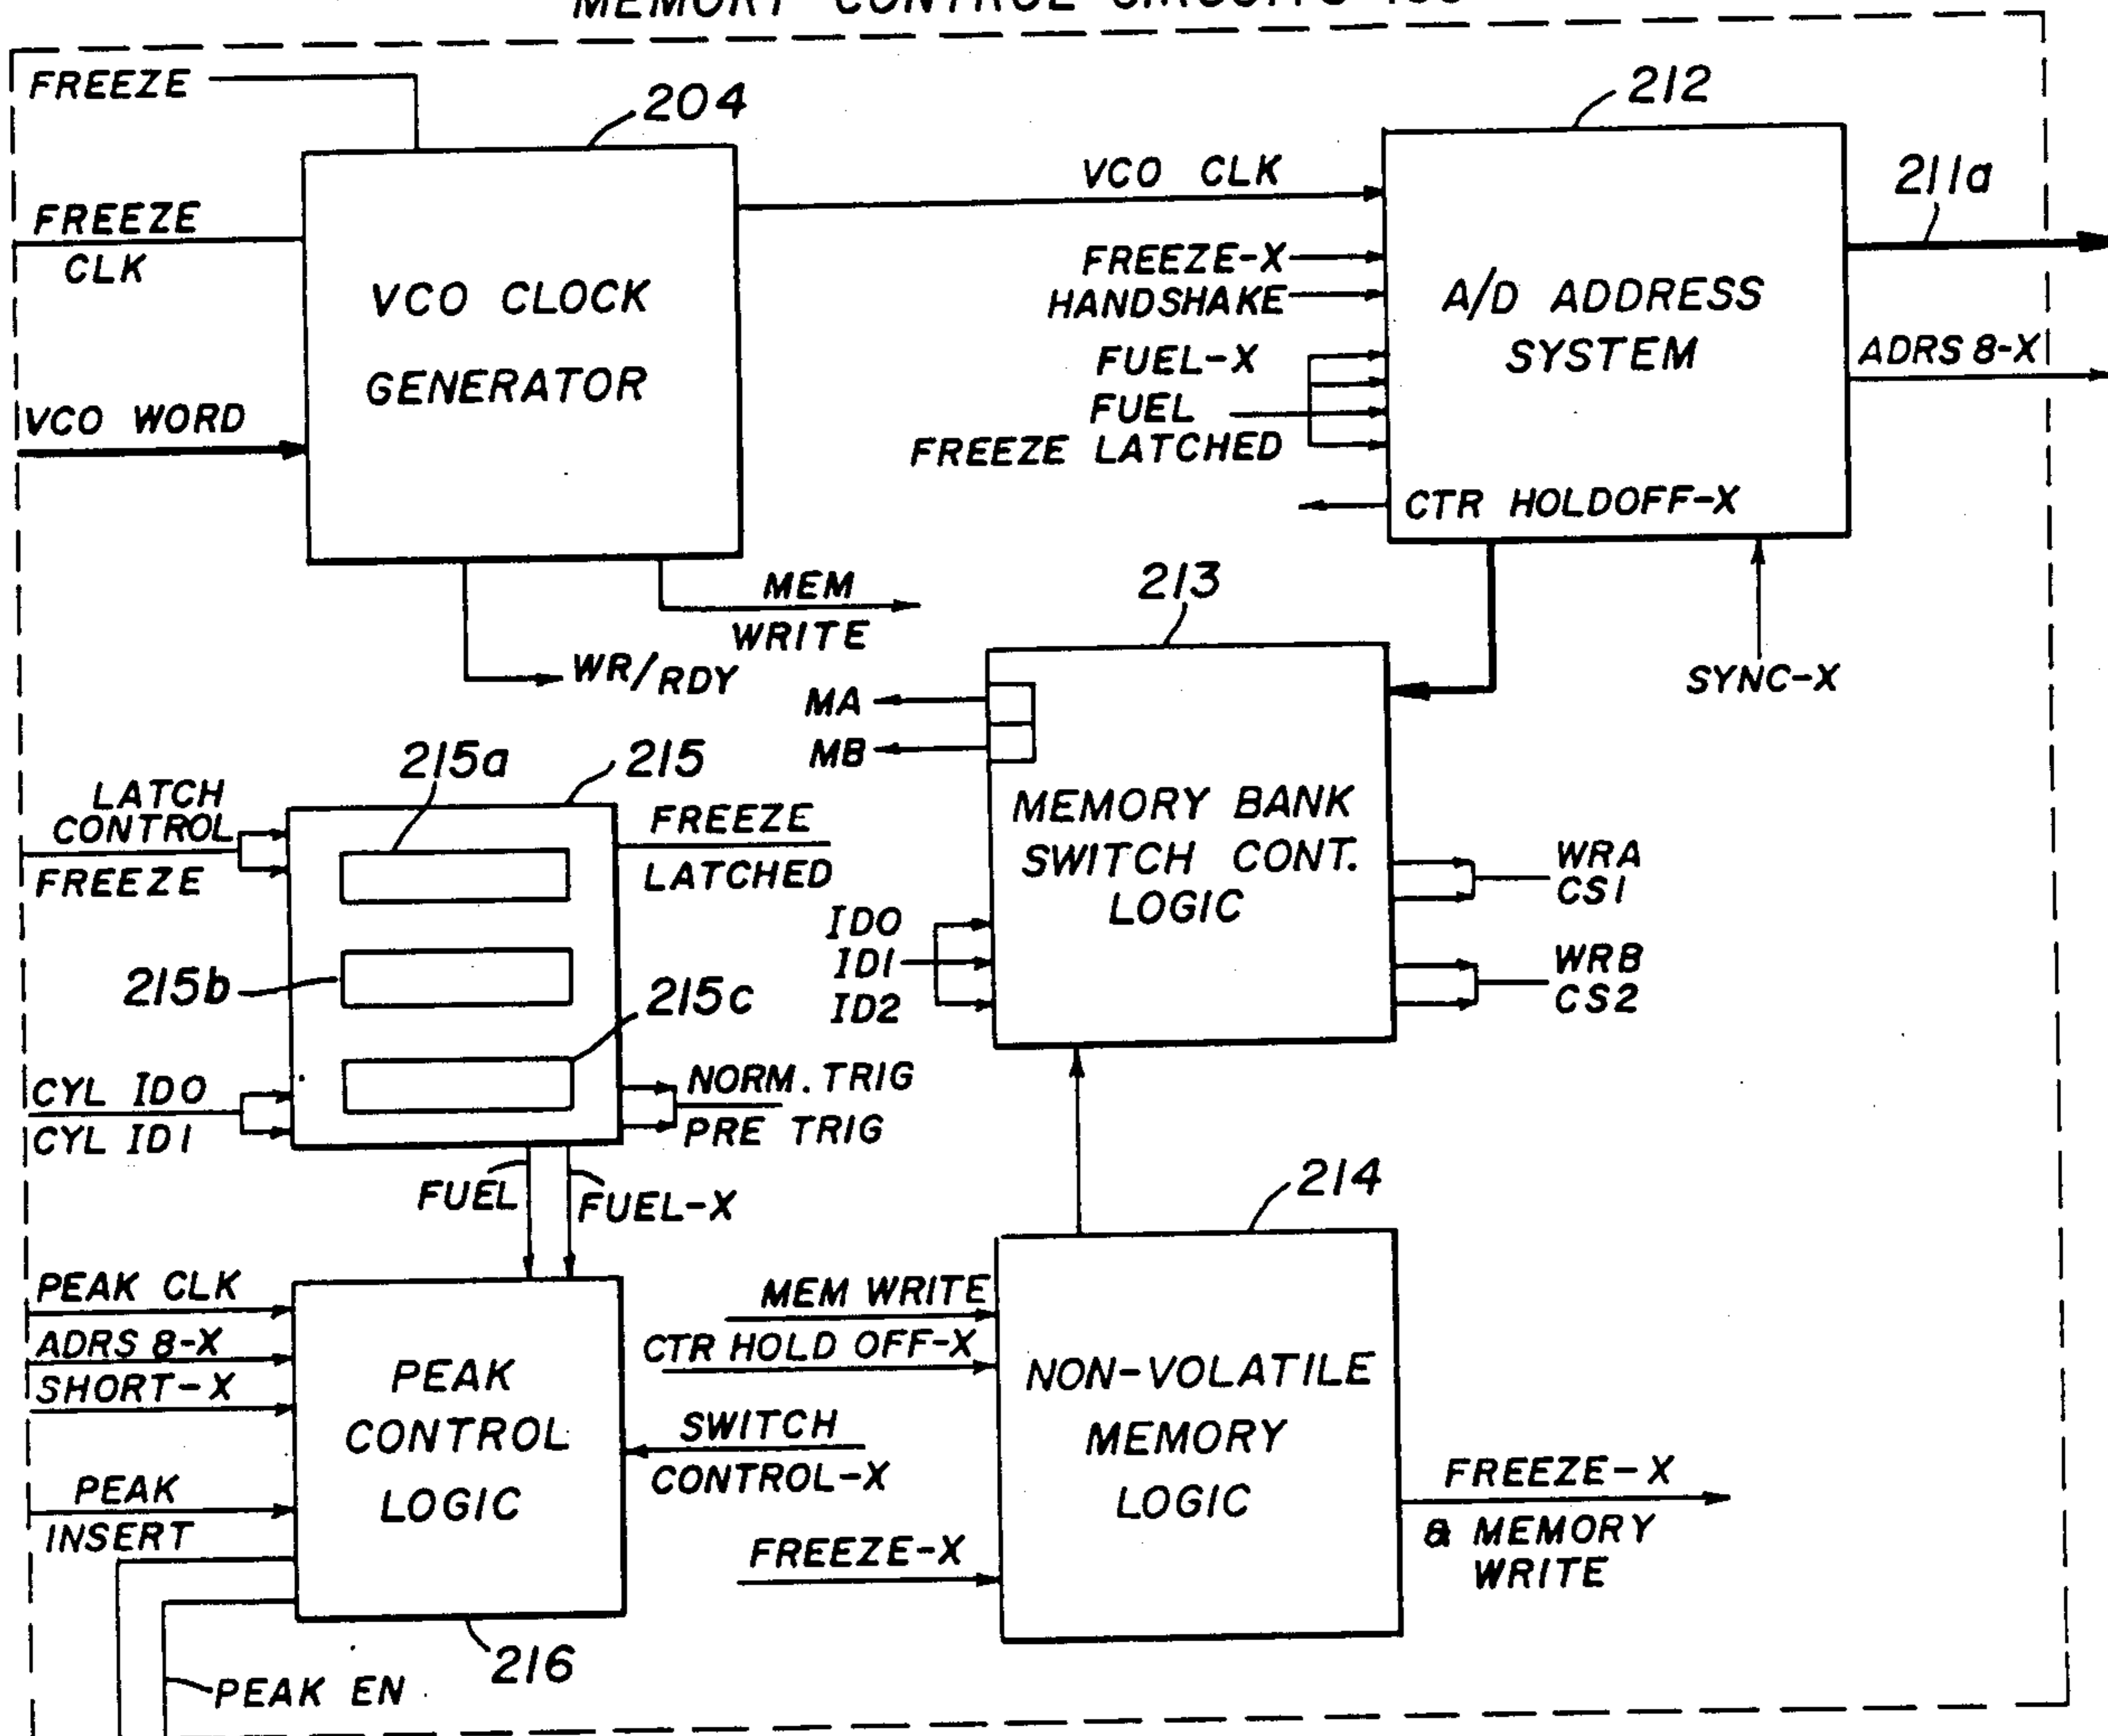 MEMORY CONTROL CIRCUITS
FREEZE
204
212
VCO CLK
211a
FREEZE
CLK
VCO CLOCK
GENERATOR
FREEZE-X
HANDSHAKE
A/D ADDRESS
SYSTEM
FUEL-X
FUEL
FREEZE LATCHED
ADRS 8-X
VCO WORD
CTR HOLDOFF-X
MEM
WRITE
WR/RDY
213
SYNC-X
MA
MB
MEMORY BANK
SWITCH CONT.
LOGIC
215a
215
LATCH
CONTROL
FREEZE
FREEZE
LATCHED
WRA
CS1
ID0
ID1
ID2
WRB
CS2
215b
215c
CYL ID0
CYL ID1
NORM. TRIG
PRE TRIG
FUEL
FUEL-X
214
PEAK CLK
ADRS 8-X
SHORT-X
PEAK
INSERT
PEAK
CONTROL
LOGIC
MEM WRITE
CTR HOLD OFF-X
SWITCH
CONTROL-X
FREEZE-X
NON-VOLATILE
MEMORY
LOGIC
FREEZE-X
& MEMORY
WRITE
216
PEAK EN